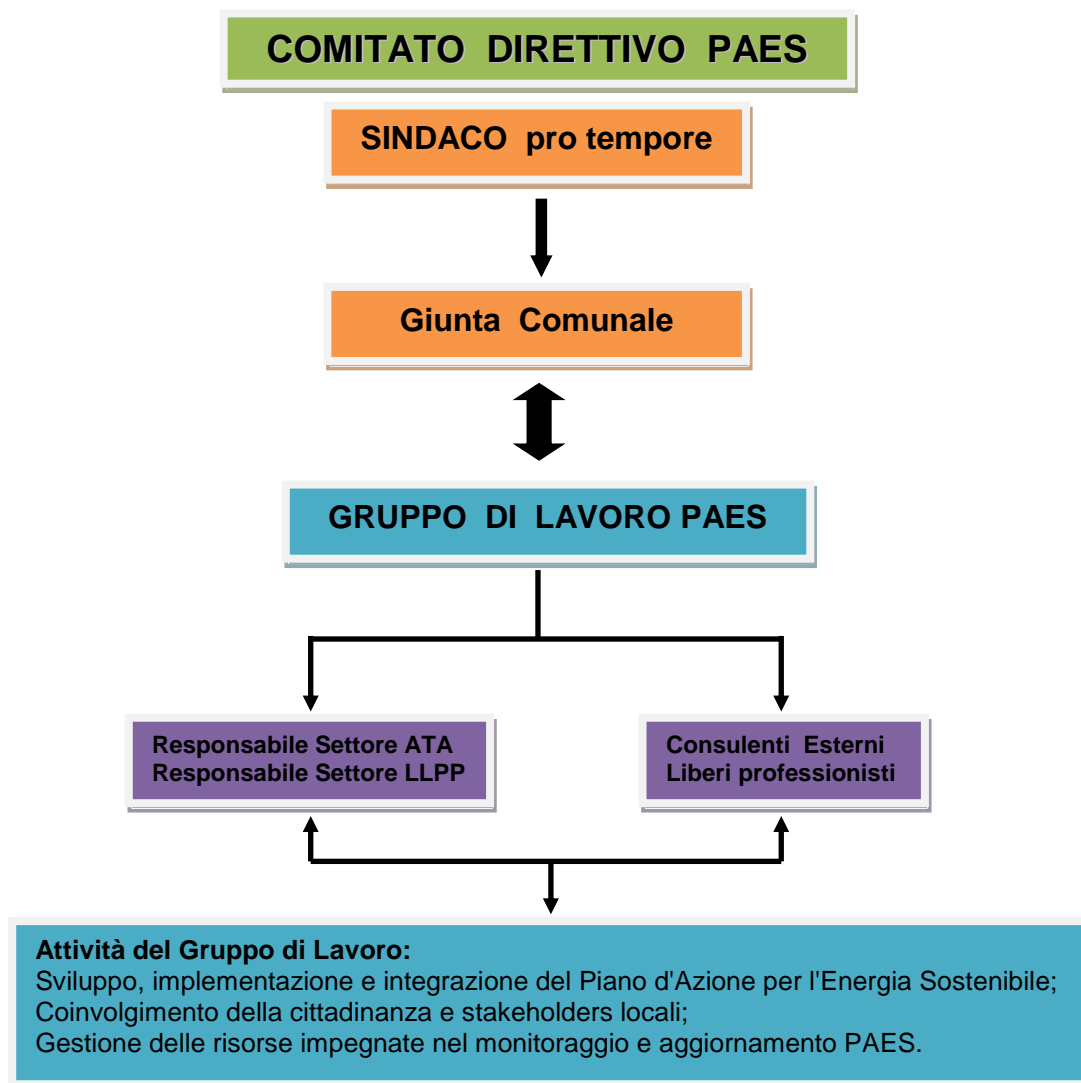 COMITATO DIRETTIVO PAES
SINDACO pro tempore
Giunta Comunale
GRUPPO DI LAVORO PAES
Responsabile Settore ATA
Responsabile Settore LLPP
Consulenti Esterni
Liberi professionisti
Attività del Gruppo di Lavoro:
Sviluppo, implementazione e integrazione del Piano d'Azione per l'Energia Sostenibile;
Coinvolgimento della cittadinanza e stakeholders locali;
Gestione delle risorse impegnate nel monitoraggio e aggiornamento PAES.